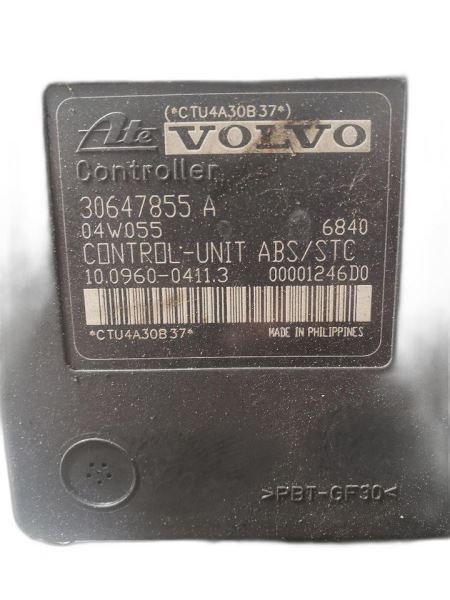 (*CTU4A30B37*)
Ate VOLVO
Controller
30647855 A
04W055 6840
CONTROL-UNIT ABS/STC
10.0960-0411.3 00001246D0
*CTU4A30B37* MADE IN PHILIPPINES
>PBT-GF30<